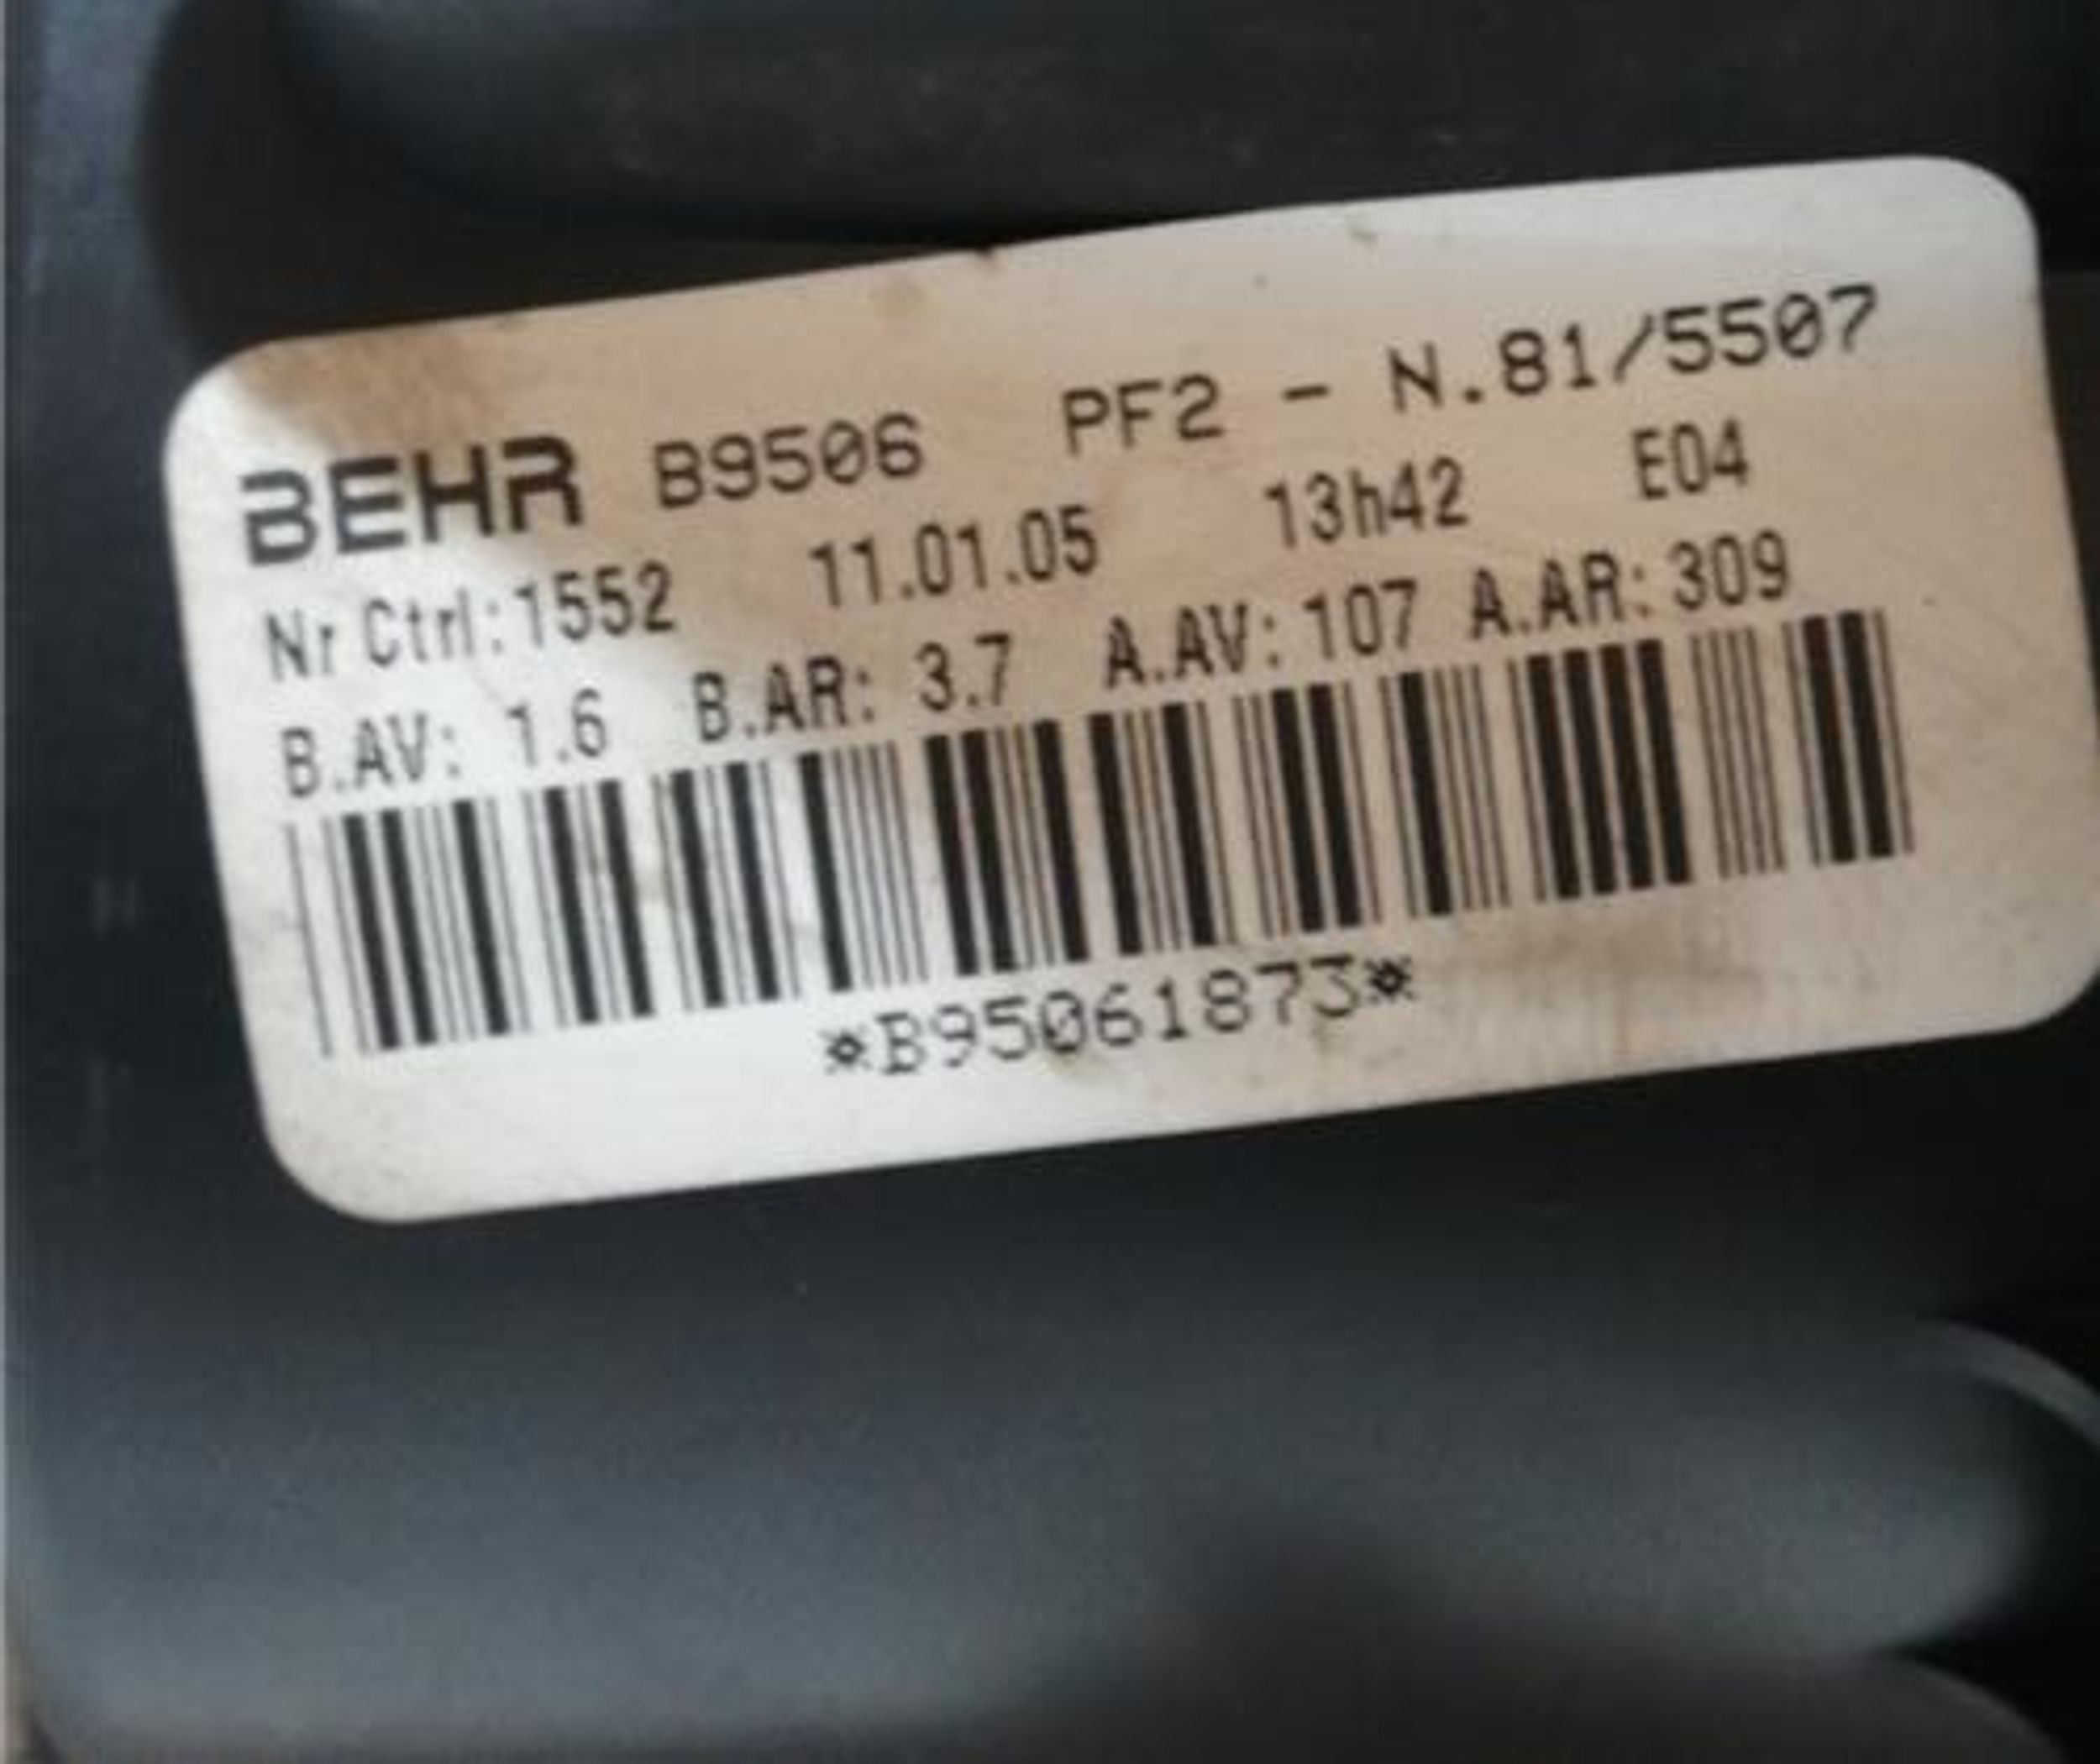 BEHR B9506 PF2 - N.81/5507
Nr Ctrl:1552 11.01.05 13h42 E04
B.AV: 1.6 B.AR: 3.7 A.AV: 107 A.AR: 309
*B95061873*